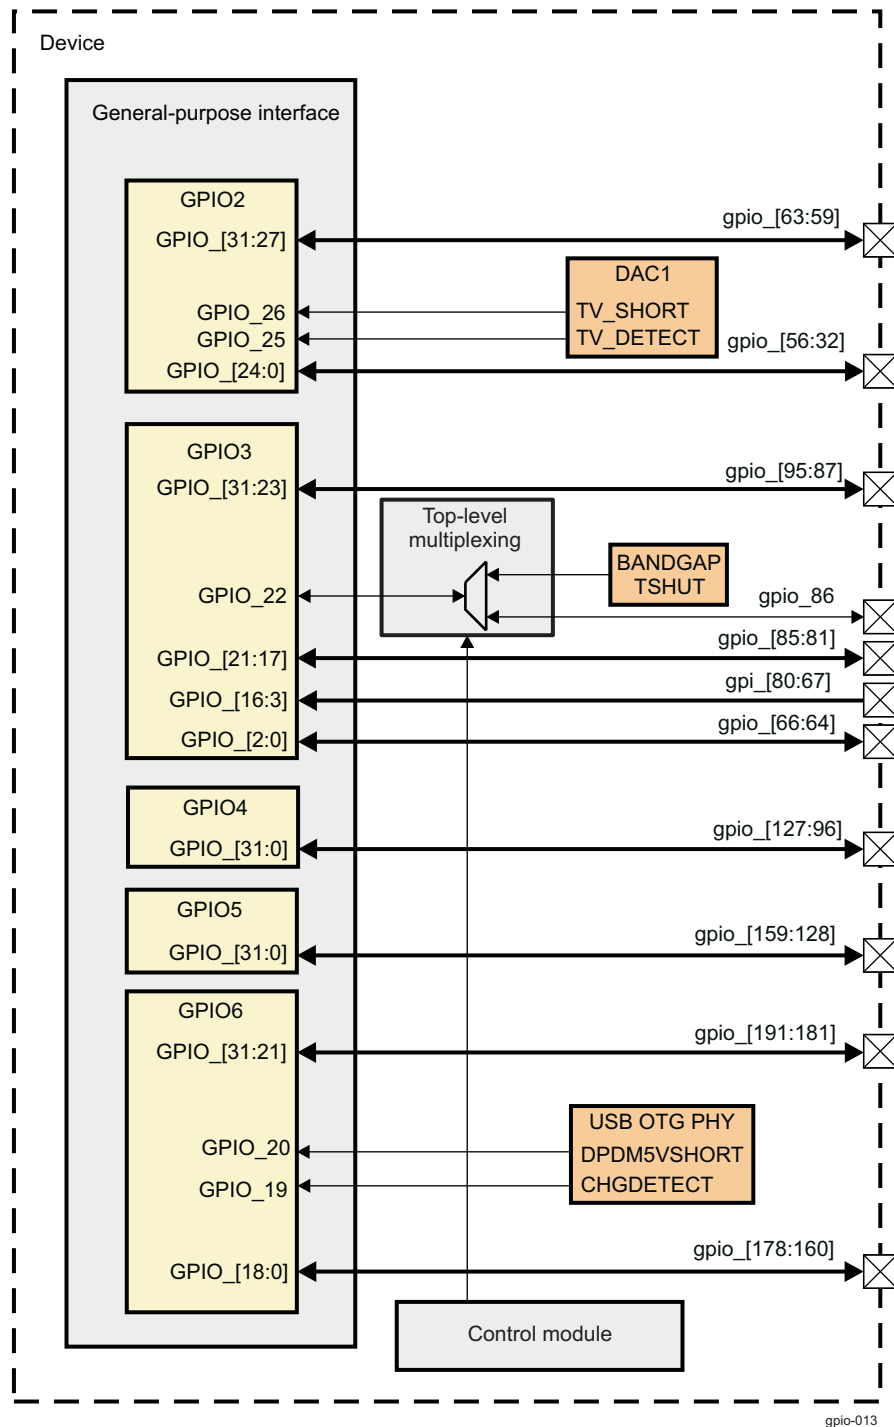 Device
General-purpose interface
GPIO2
GPIO_[31:27]
gpio_[63:59]
DAC1
GPIO_26
TV_SHORT
GPIO_25
TV_DETECT
gpio_[56:32]
GPIO_[24:0]
GPIO3
GPIO_[31:23]
gpio_[95:87]
Top-level
multiplexing
BANDGAP
TSHUT
GPIO_22
gpio_86
GPIO_[21:17]
gpio_[85:81]
GPIO_[16:3]
gpi_[80:67]
GPIO_[2:0]
gpio_[66:64]
GPIO4
GPIO_[31:0]
gpio_[127:96]
GPIO5
GPIO_[31:0]
gpio_[159:128]
GPIO6
GPIO_[31:21]
gpio_[191:181]
USB OTG PHY
GPIO_20
DPDM5VSHORT
GPIO_19
CHGDETECT
GPIO_[18:0]
gpio_[178:160]
Control module
gpio-013